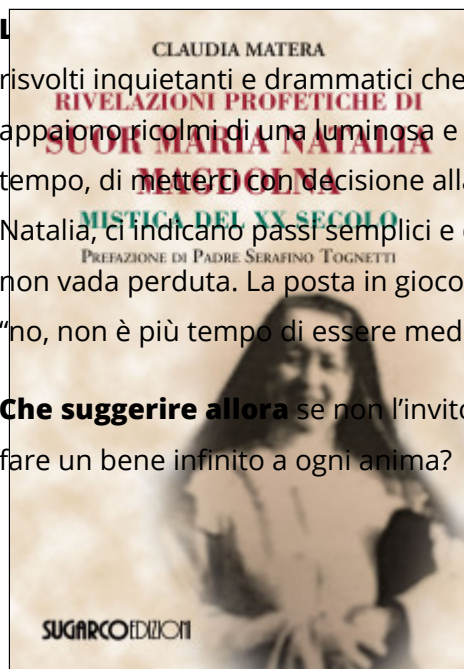 L
CLAUDIA MATERA
risvolti inquietanti e drammatici che
RIVELAZIONI PROFETICHE DI
appaiono ricolmi di una luminosa e
SUOR MARIA NATALIA
tempo, di metterci con decisione alla
MAGDOLNA
Natalia, ci indicano passi semplici e
MISTICA DEL XX SECOLO
PREFAZIONE DI PADRE SERAFINO TOGNETTI
non vada perduta. La posta in gioco
“no, non è più tempo di essere med
Che suggerire allora se non l’invito
fare un bene infinito a ogni anima?
SUGARCOEDIZIONI